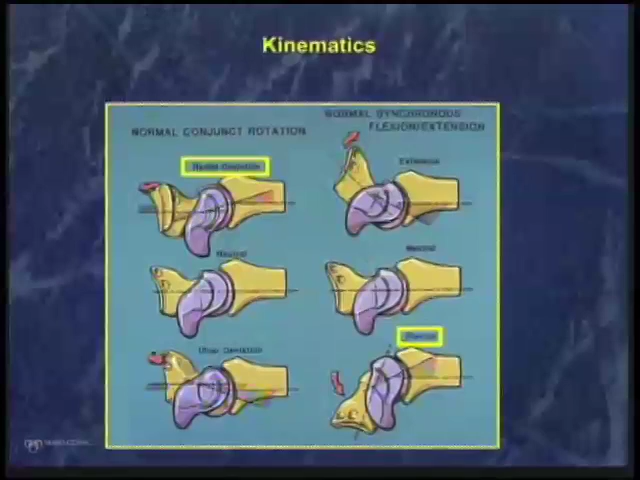 Kinematics
NORMAL CONJUNCT ROTATION
NORMAL SYNCHRONOUS
FLEXION/EXTENSION
Radial Deviation
Extension
Neutral
Neutral
Ulnar Deviation
Flexion